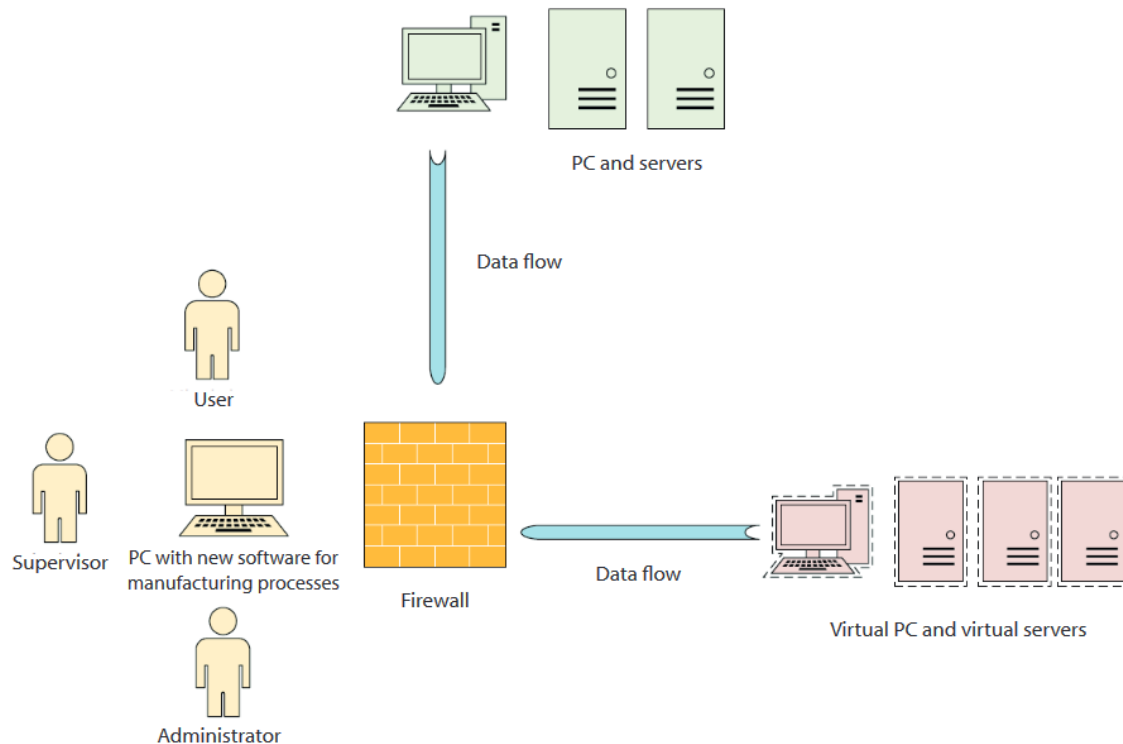 PC and servers
Data flow
User
Supervisor
PC with new software for
manufacturing processes
Firewall
Data flow
Virtual PC and virtual servers
Administrator